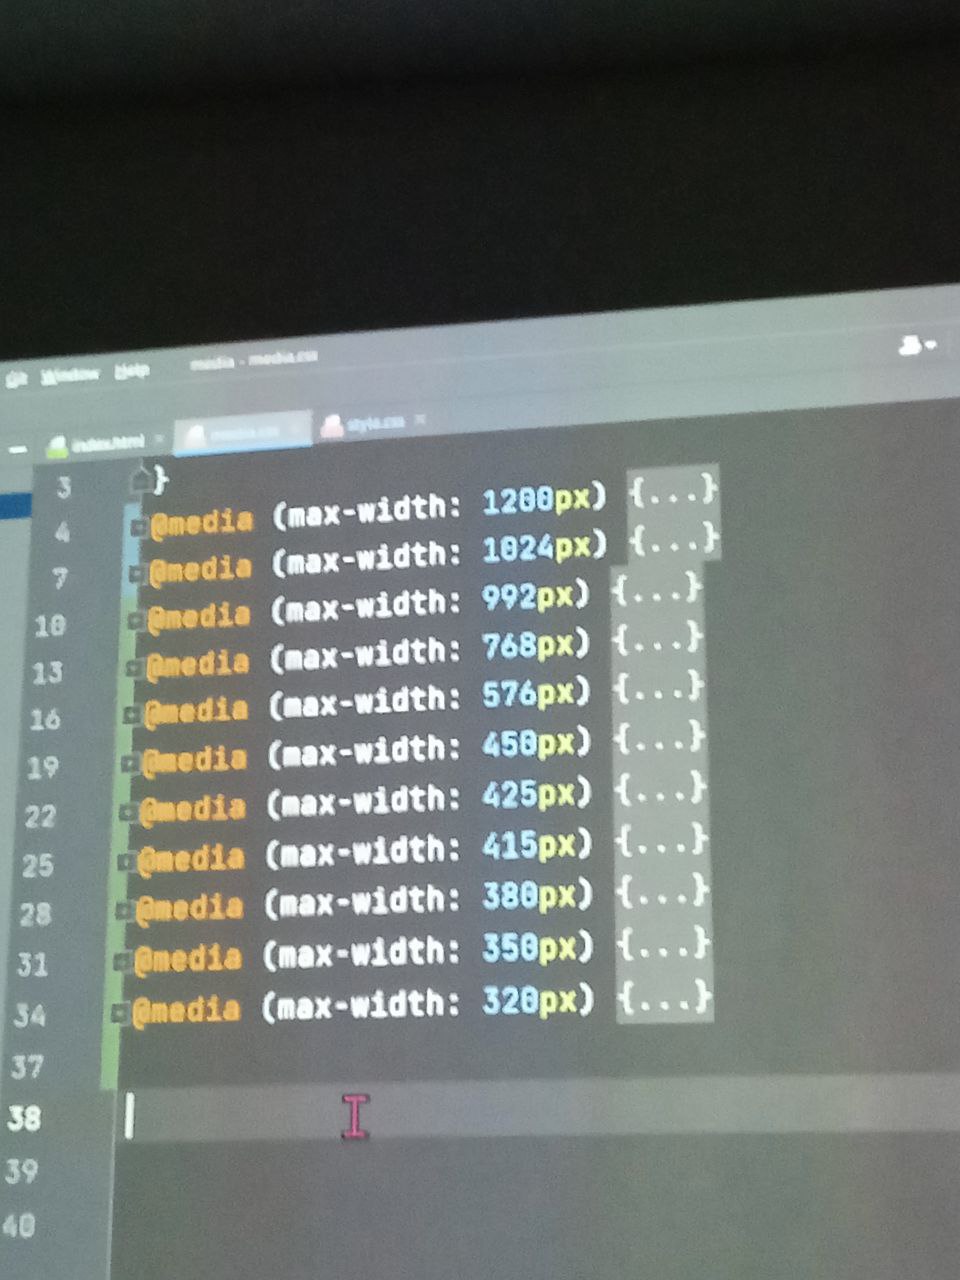 Git Window Help media - media.css
index.html × media.css style.css ×
3 }
4 @media (max-width: 1200px) {...}
7 @media (max-width: 1024px) {...}
10 @media (max-width: 992px) {...}
13 @media (max-width: 768px) {...}
16 @media (max-width: 576px) {...}
19 @media (max-width: 450px) {...}
22 @media (max-width: 425px) {...}
25 @media (max-width: 415px) {...}
28 @media (max-width: 380px) {...}
31 @media (max-width: 350px) {...}
34 @media (max-width: 320px) {...}
37
38
39
40